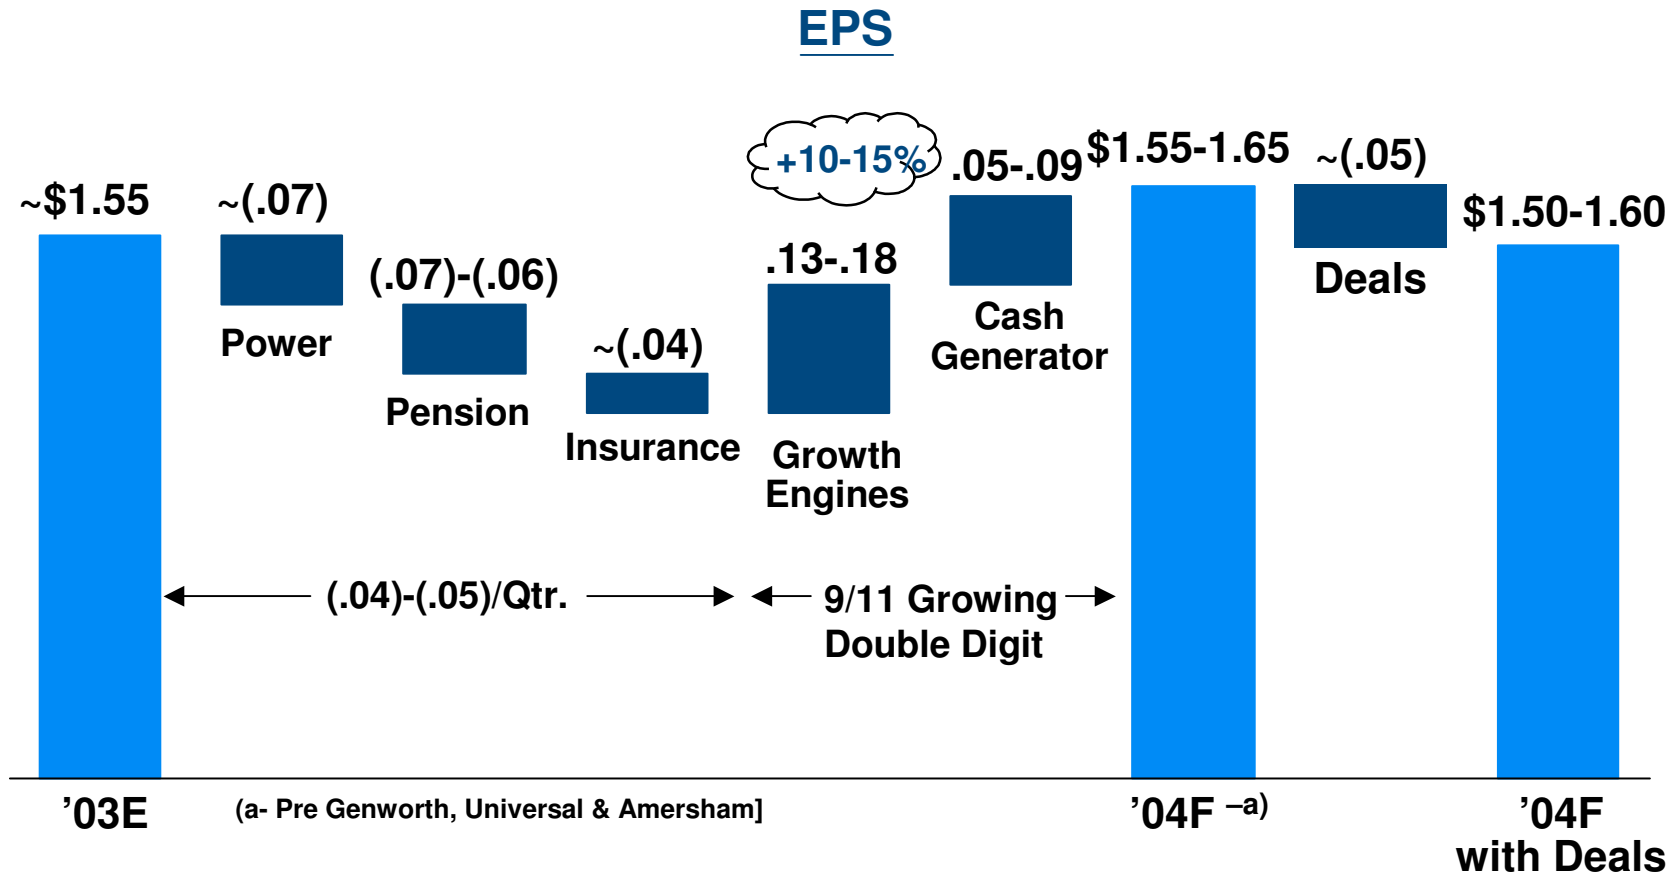 EPS
~$1.55
~(.07)
Power
(.07)-(.06)
Pension
~(.04)
Insurance
+10-15%
.13-.18
Growth
Engines
.05-.09
Cash
Generator
$1.55-1.65
~(.05)
Deals
$1.50-1.60
(.04)-(.05)/Qtr.
9/11 Growing
Double Digit
’03E
(a- Pre Genworth, Universal & Amersham]
’04F –a)
’04F
with Deals